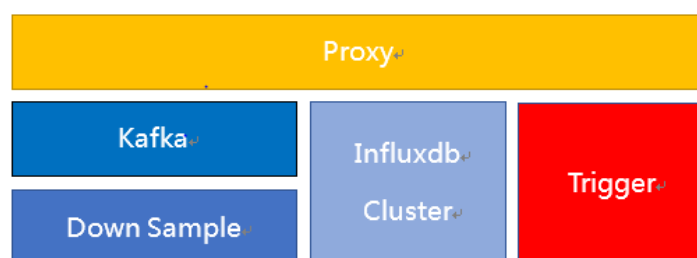 Proxy
Kafka
Influxdb
Cluster
Trigger
Down Sample